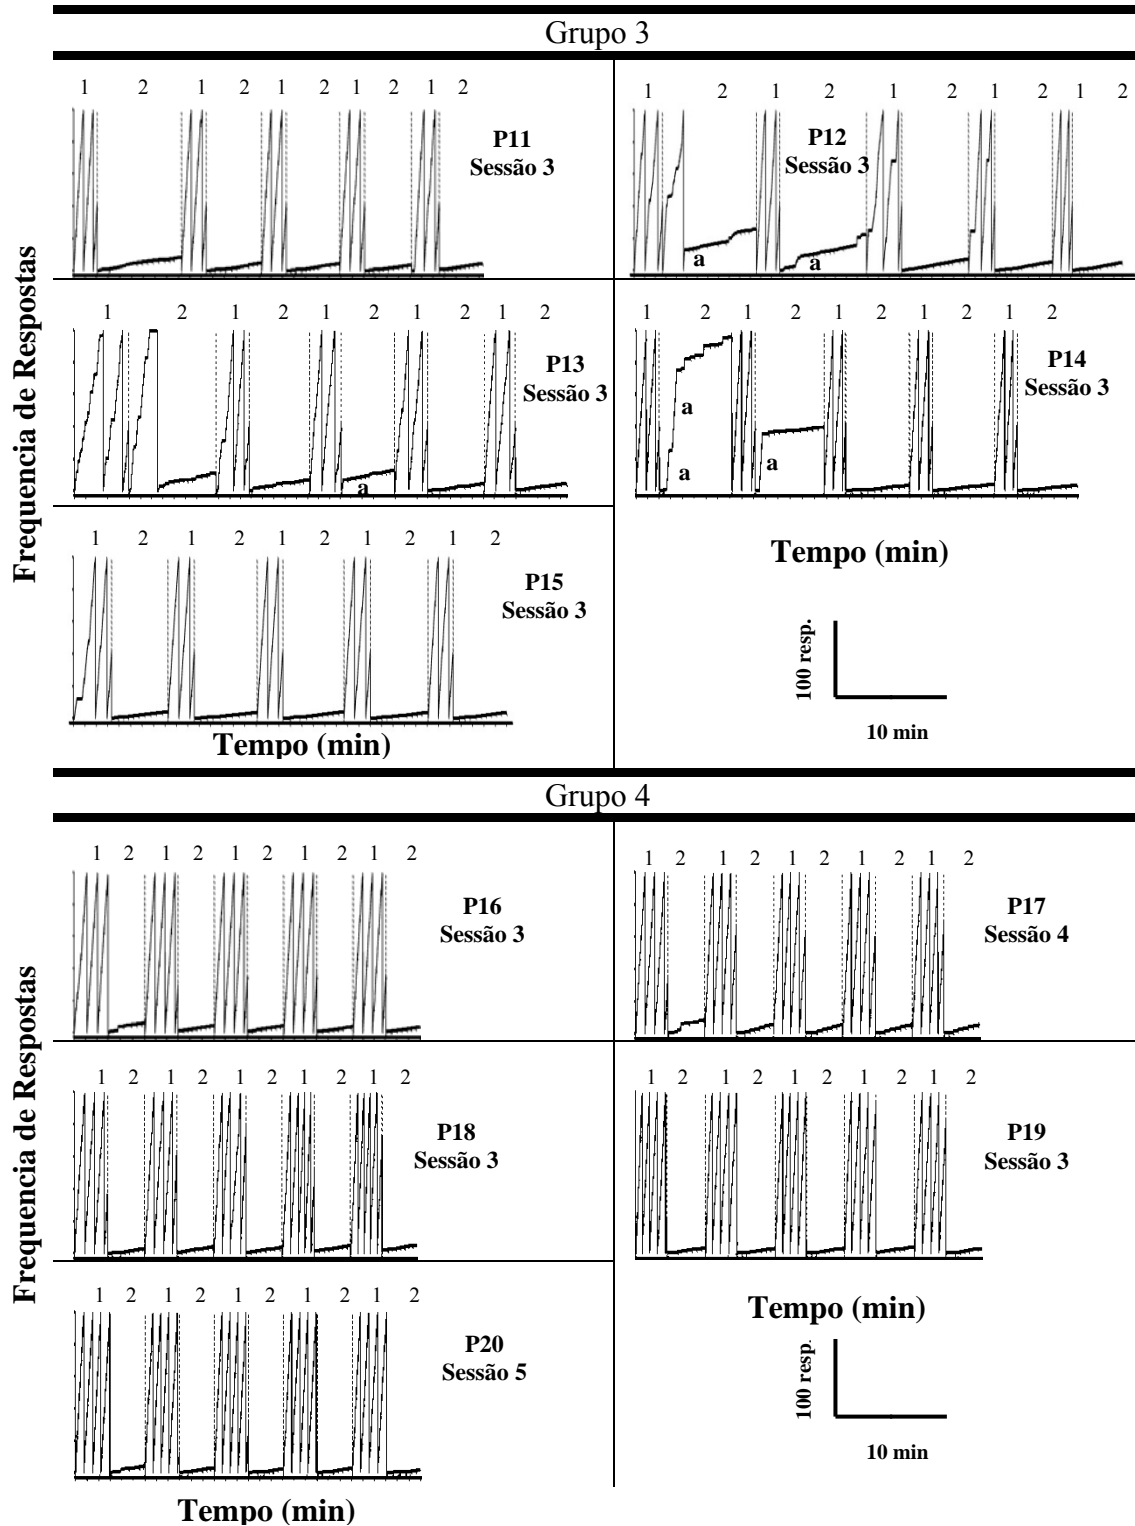 Grupo 3
Frequencia de Respostas
1 2 1 2 1 2 1 2 1 2
P11
Sessão 3
1 2 1 2 1 2 1 2 1 2
P12
Sessão 3
a
a
1 2 1 2 1 2 1 2 1 2
P13
Sessão 3
a
1 2 1 2 1 2 1 2 1 2
P14
Sessão 3
a
a
a
Tempo (min)
1 2 1 2 1 2 1 2 1 2
P15
Sessão 3
Tempo (min)
100 resp.
10 min
Grupo 4
Frequencia de Respostas
1 2 1 2 1 2 1 2 1 2
P16
Sessão 3
1 2 1 2 1 2 1 2 1 2
P17
Sessão 4
1 2 1 2 1 2 1 2 1 2
P18
Sessão 3
1 2 1 2 1 2 1 2 1 2
P19
Sessão 3
Tempo (min)
1 2 1 2 1 2 1 2 1 2
P20
Sessão 5
Tempo (min)
100 resp.
10 min